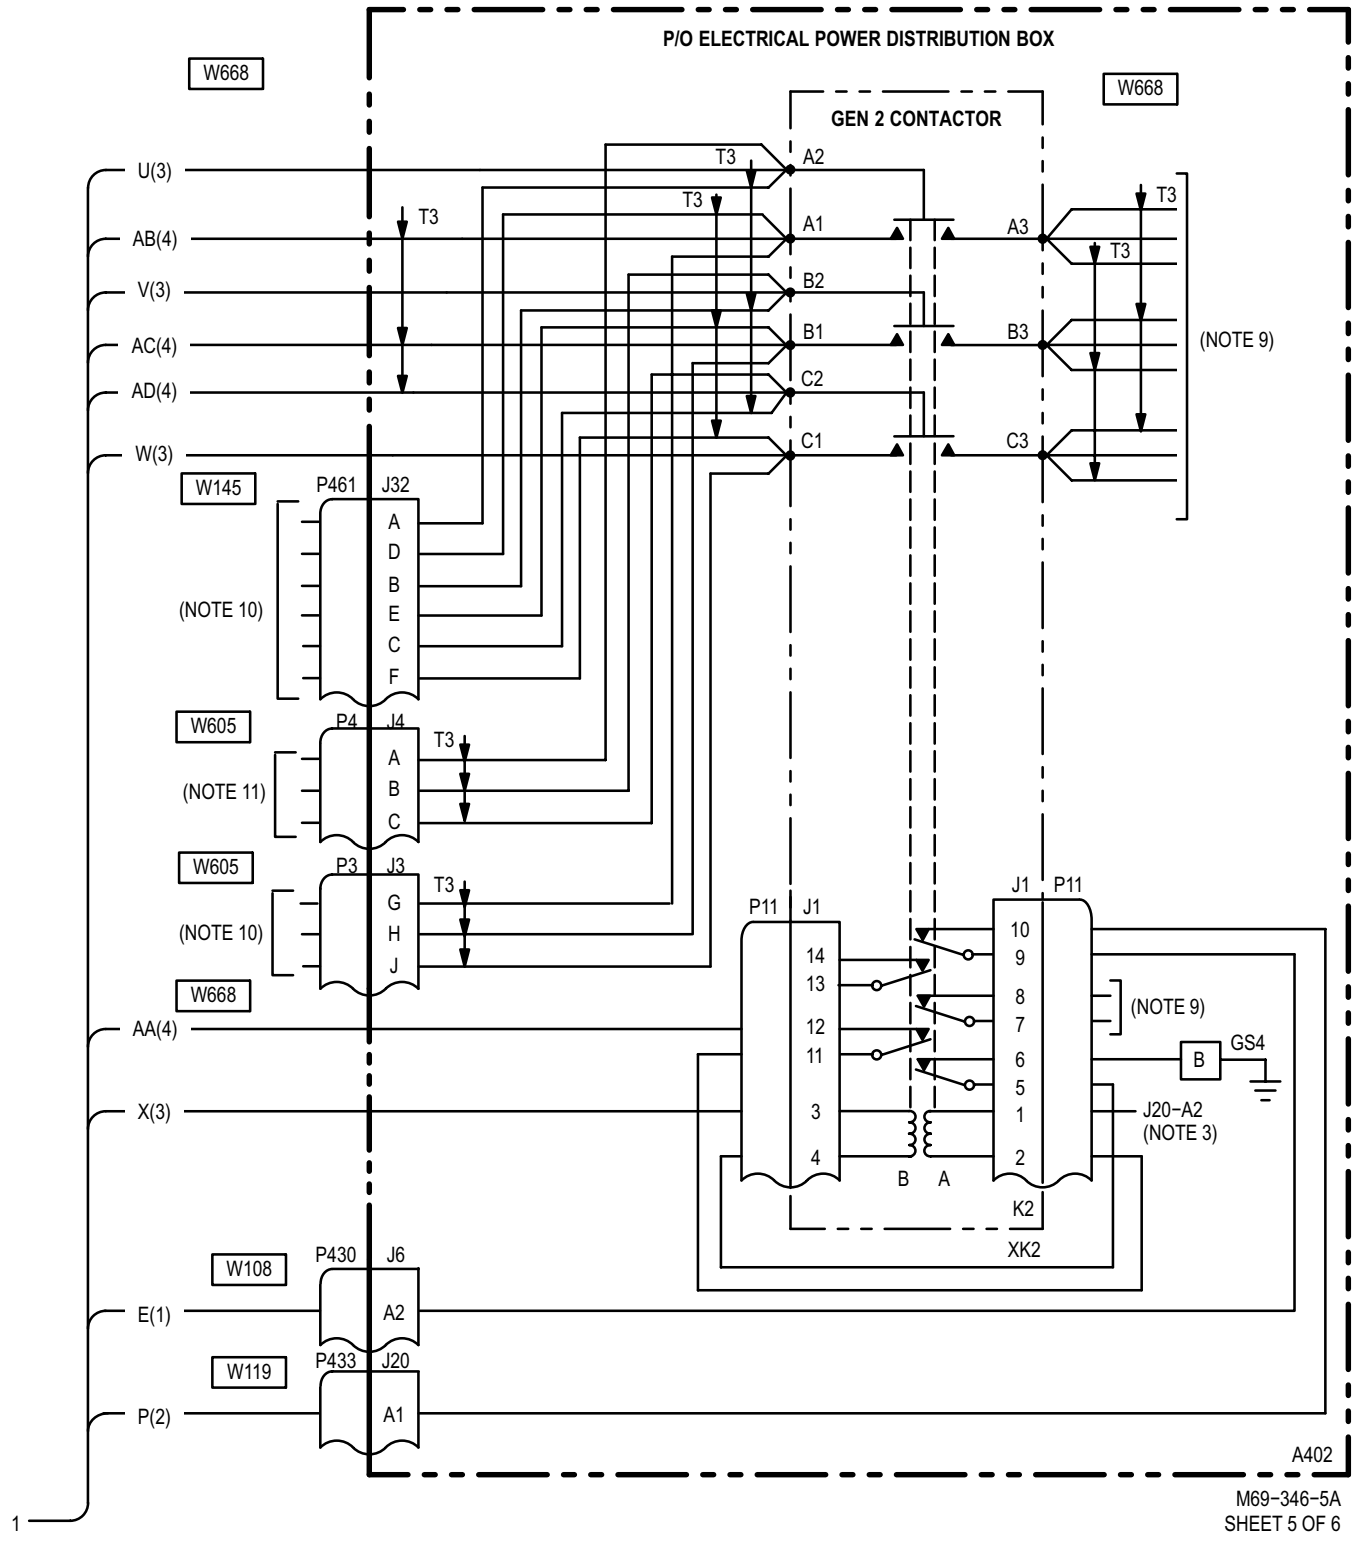 P/O ELECTRICAL POWER DISTRIBUTION BOX
W668
W668
GEN 2 CONTACTOR
U(3)
T3
A2
T3
T3
T3
AB(4)
A1
A3
T3
V(3)
B2
AC(4)
B1
B3
(NOTE 9)
AD(4)
C2
W(3)
C1
C3
W145
P461
J32
A
D
B
(NOTE 10)
E
C
F
W605
P4
J4
T3
A
(NOTE 11)
B
C
W605
P3
J3
T3
G
(NOTE 10)
H
J
P11
J1
J1
P11
10
14
9
13
W668
8
(NOTE 9)
AA(4)
12
7
11
6
B
GS4
5
X(3)
3
1
J20−A2
(NOTE 3)
4
2
B
A
K2
XK2
W108
P430
J6
E(1)
A2
W119
P433
J20
P(2)
A1
A402
M69−346−5A
1
SHEET 5 OF 6